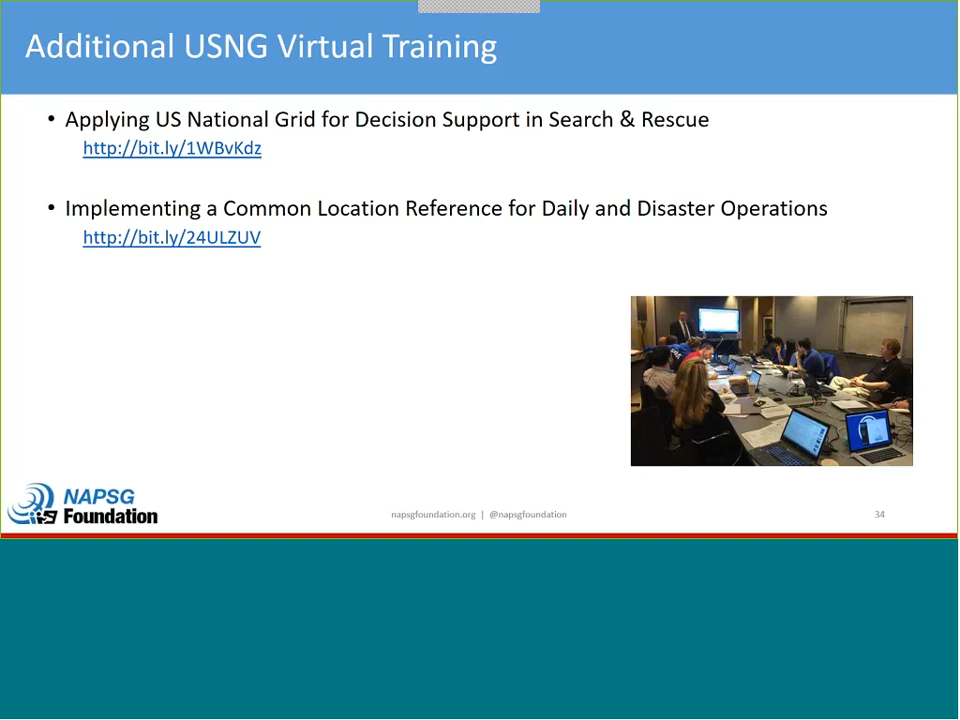 Additional USNG Virtual Training
• Applying US National Grid for Decision Support in Search & Rescue
http://bit.ly/1WBvKdz
• Implementing a Common Location Reference for Daily and Disaster Operations
http://bit.ly/24ULZUV
NAPSG
Foundation
napsgfoundation.org | @napsgfoundation
34